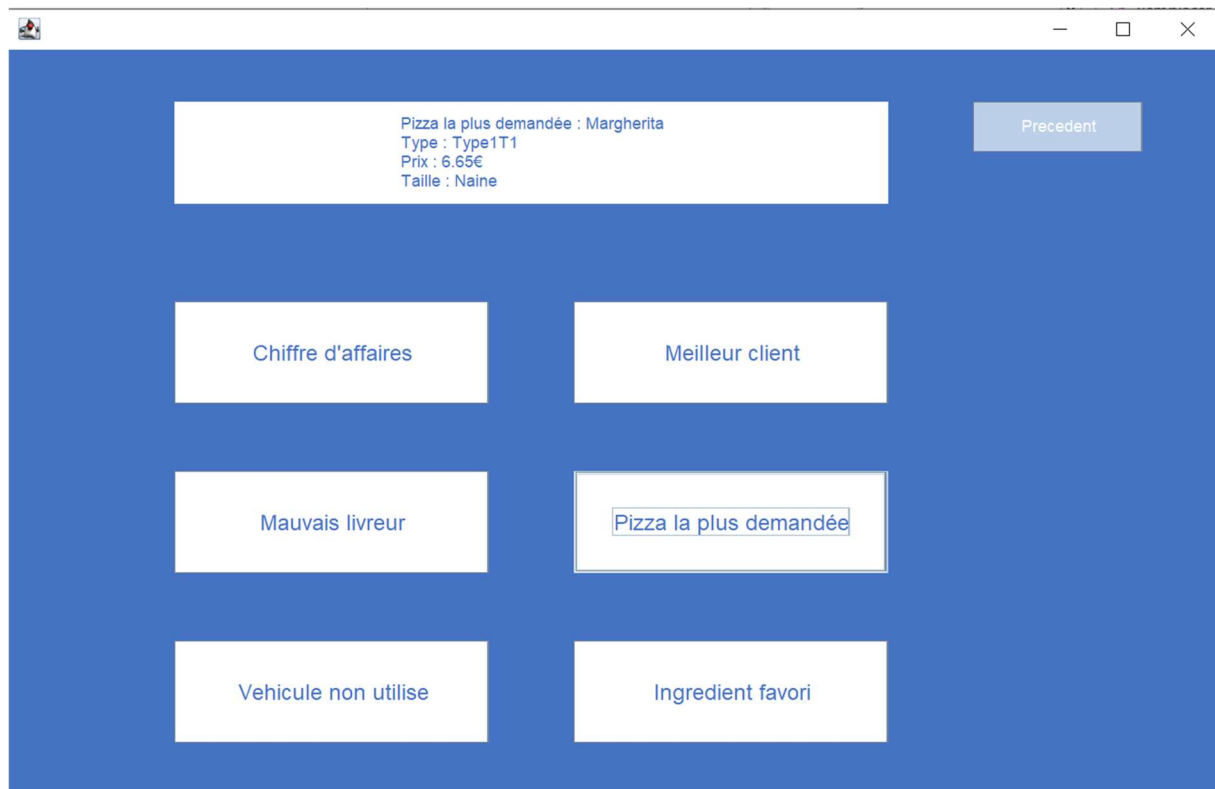 Pizza la plus demandée : Margherita
Type : Type1T1
Prix : 6.65€
Taille : Naine
Precedent
Chiffre d'affaires
Meilleur client
Mauvais livreur
Pizza la plus demandée
Vehicule non utilise
Ingredient favori